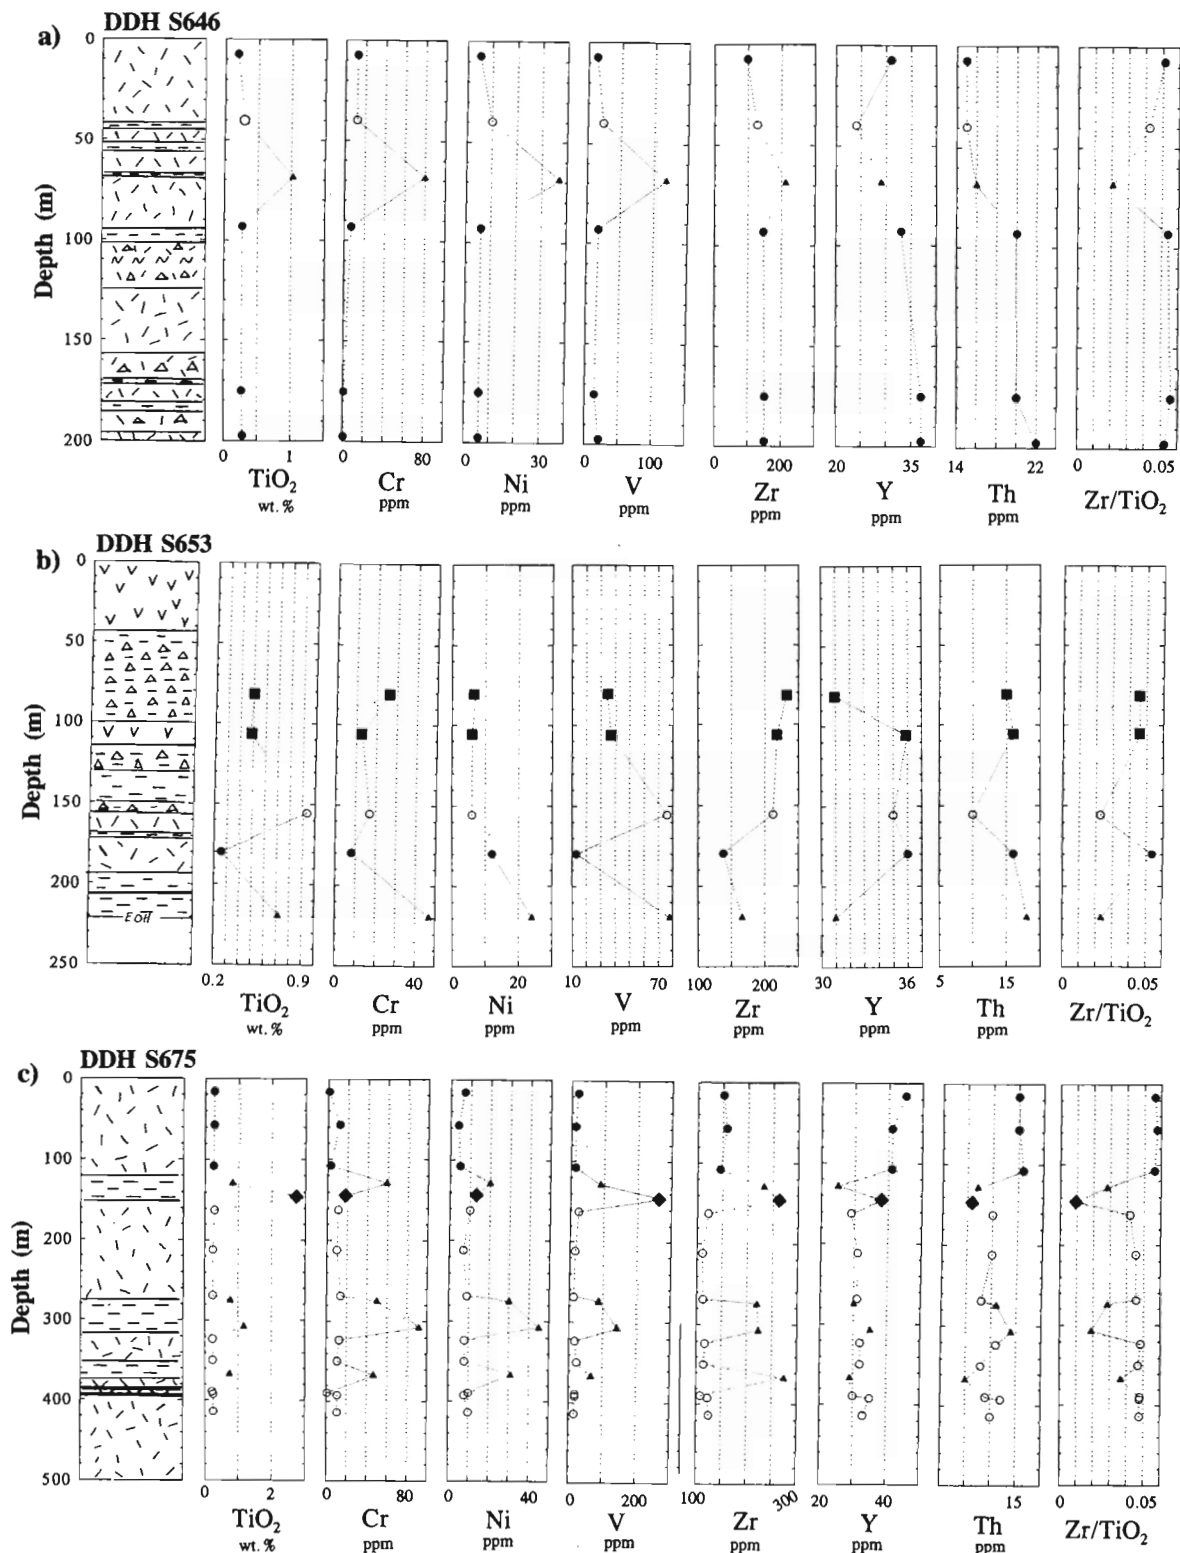 DDH S646
a)
0
50
100
150
200
Depth (m)
0 1
0 80
0 30
0 100
0 200
20 35
14 22
0 0.05
TiO2 Cr Ni V Zr Y Th Zr/TiO2
wt. % ppm ppm ppm ppm ppm ppm
DDH S653
b)
0
50
100
150
200
250
Depth (m)
EOH
0.2 0.9
0 40
0 20
10 70
100 200
30 36
5 15
0 0.05
TiO2 Cr Ni V Zr Y Th Zr/TiO2
wt. % ppm ppm ppm ppm ppm ppm
DDH S675
c)
0
100
200
300
400
500
Depth (m)
0 2
0 80
0 40
0 200
100 300
20 40
15
0 0.05
TiO2 Cr Ni V Zr Y Th Zr/TiO2
wt. % ppm ppm ppm ppm ppm ppm